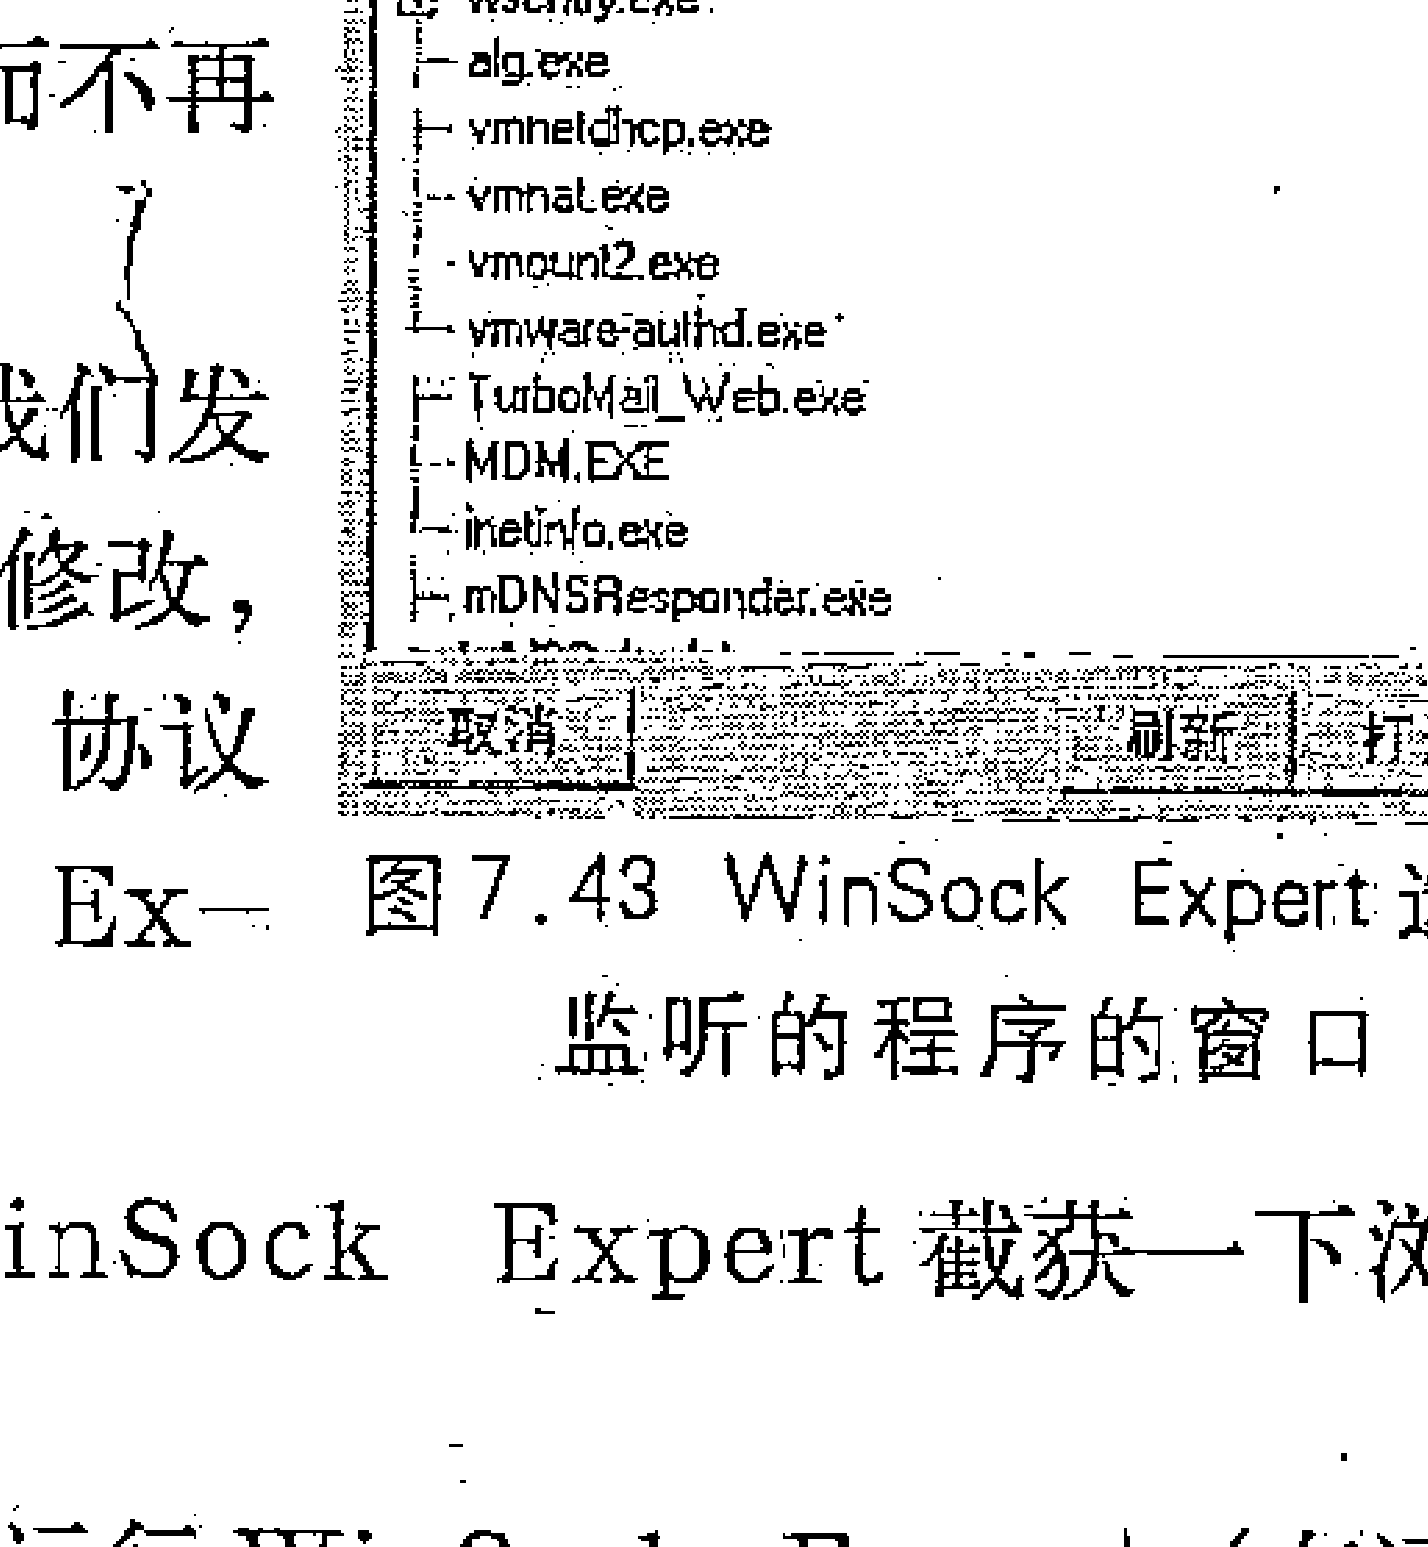 不再
我们发
修改，
协议
Ex-
alg.exe
vmnetdhcp.exe
vmnat.exe
vmount2.exe
vmware-authd.exe
TurboMail_Web.exe
MDM.EXE
inetinfo.exe
mDNSResponder.exe
取消 刷新 打
图7.43 WinSock Expert
监听的程序的窗口
inSock Expert截获一下浏